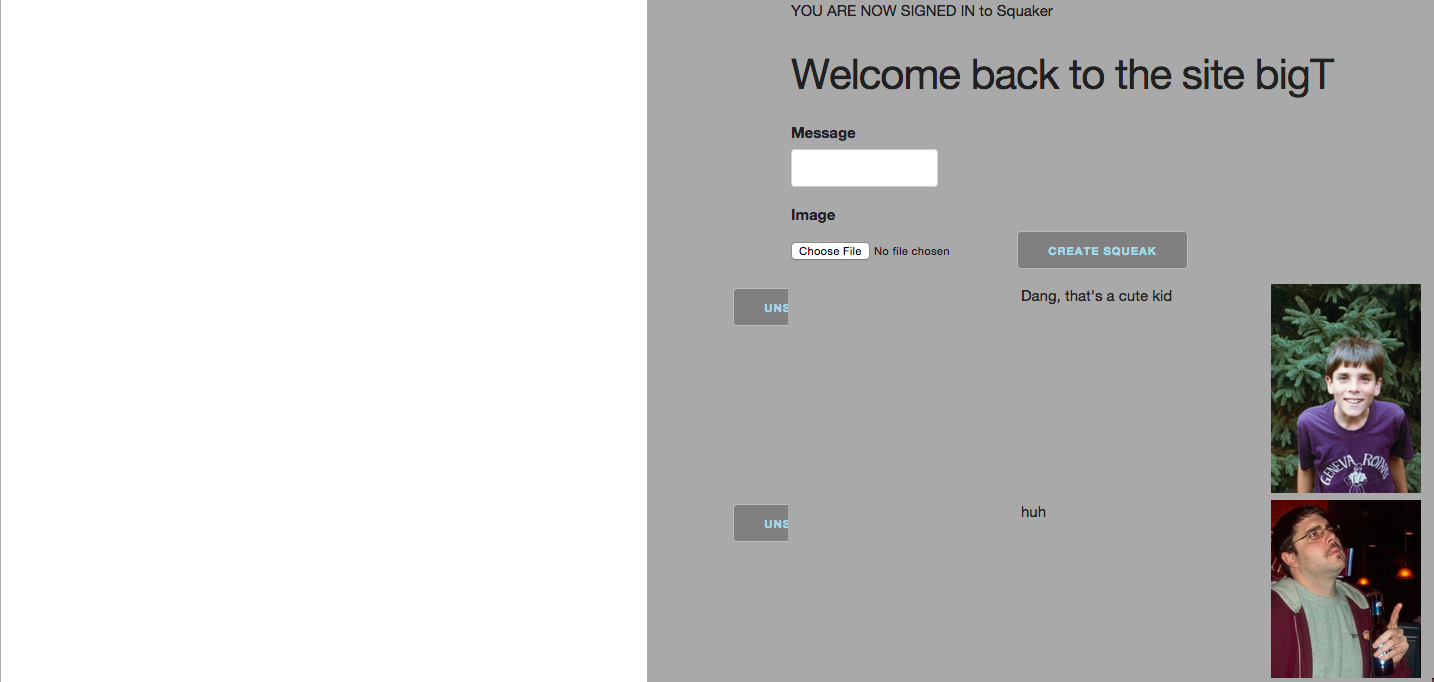 YOU ARE NOW SIGNED IN to Squaker
Welcome back to the site bigT
Message
Image
Choose File No file chosen
CREATE SQUEAK
UNS
Dang, that's a cute kid
GENEVA ROTARY
UNS
huh